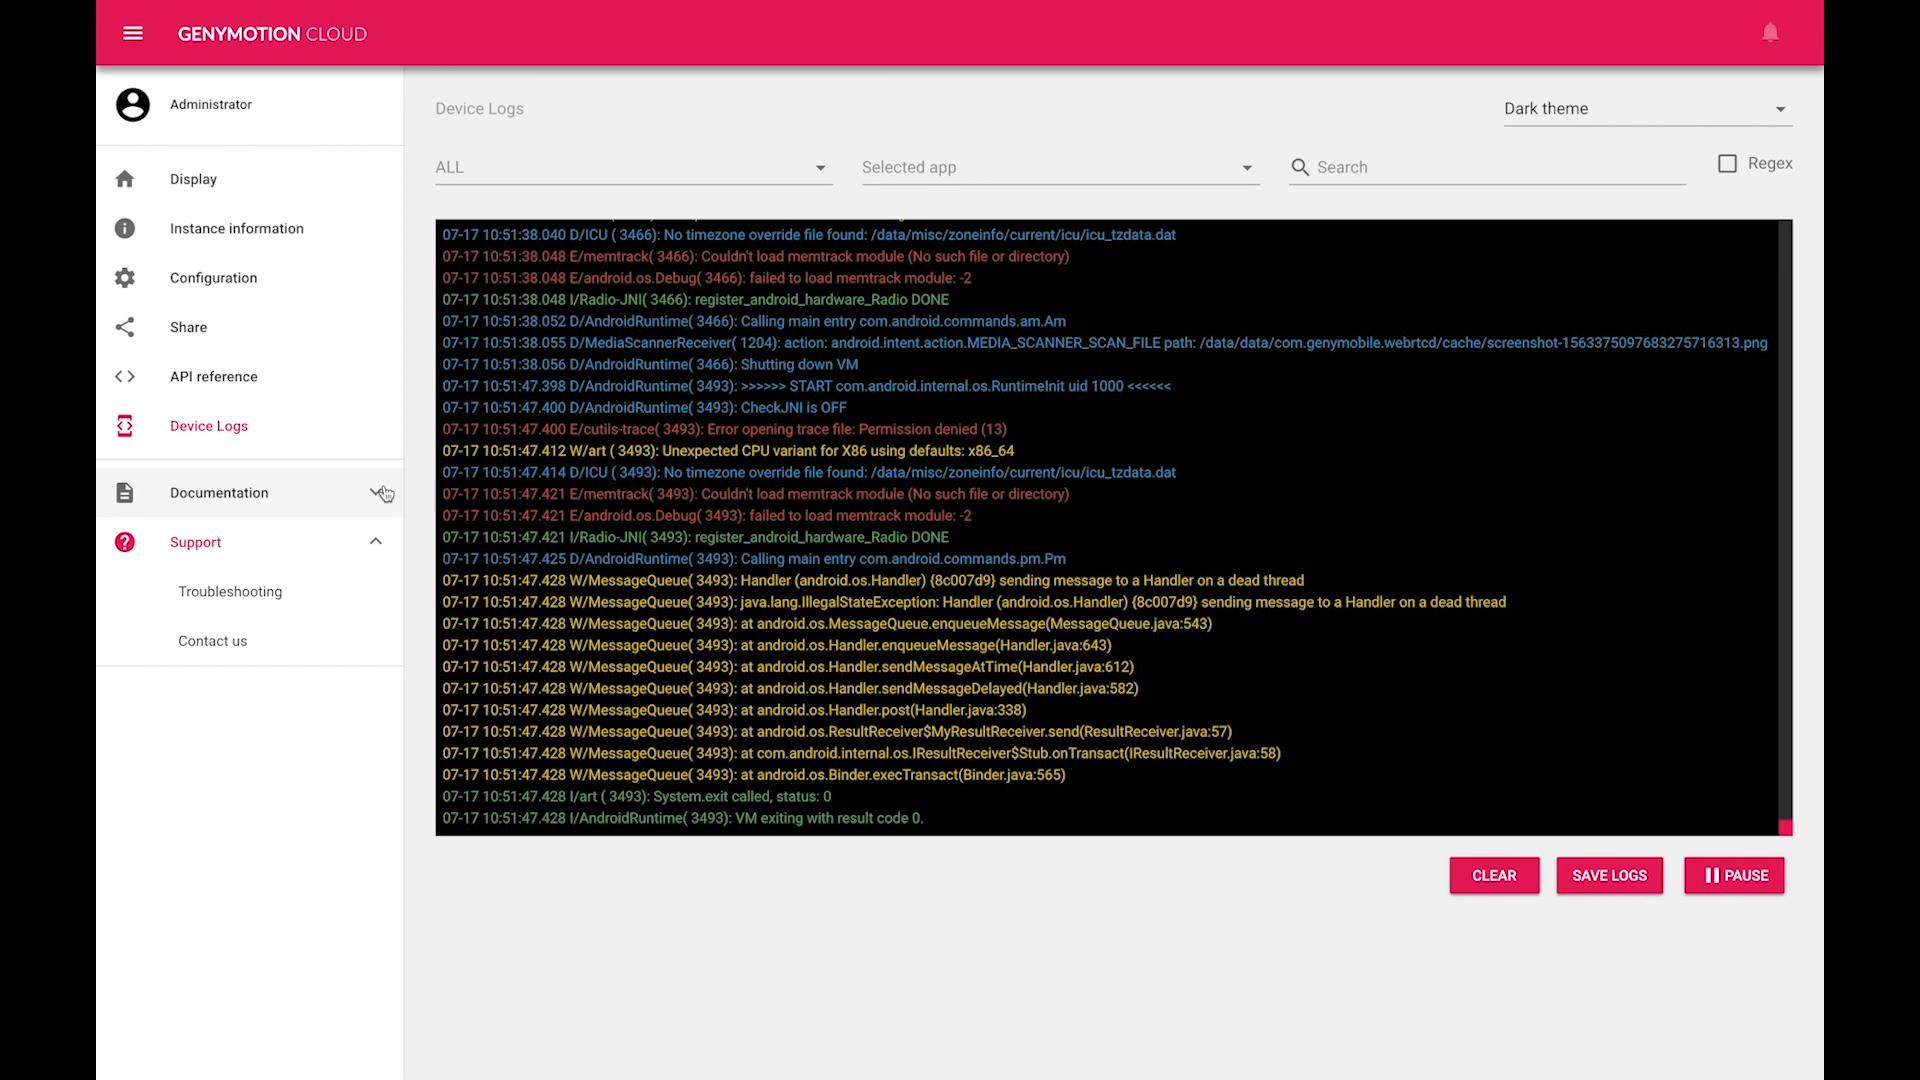 GENYMOTION CLOUD
Administrator
Display
Instance information
Configuration
Share
API reference
Device Logs
Documentation
Support
Troubleshooting
Contact us
Device Logs
Dark theme
ALL
Selected app
Search
Regex
07-17 10:51:38.040 D/ICU ( 3466): No timezone override file found: /data/misc/zoneinfo/current/icu/icu_tzdata.dat
07-17 10:51:38.048 E/memtrack( 3466): Couldn't load memtrack module (No such file or directory)
07-17 10:51:38.048 E/android.os.Debug( 3466): failed to load memtrack module: -2
07-17 10:51:38.048 I/Radio-JNI( 3466): register_android_hardware_Radio DONE
07-17 10:51:38.052 D/AndroidRuntime( 3466): Calling main entry com.android.commands.am.Am
07-17 10:51:38.055 D/MediaScannerReceiver( 1204): action: android.intent.action.MEDIA_SCANNER_SCAN_FILE path: /data/data/com.genymobile.webrtcd/cache/screenshot-1563375097683275716313.png
07-17 10:51:38.056 D/AndroidRuntime( 3466): Shutting down VM
07-17 10:51:47.398 D/AndroidRuntime( 3493): >>>>>> START com.android.internal.os.RuntimeInit uid 1000 <<<<<<
07-17 10:51:47.400 D/AndroidRuntime( 3493): CheckJNI is OFF
07-17 10:51:47.400 E/cutils-trace( 3493): Error opening trace file: Permission denied (13)
07-17 10:51:47.412 W/art ( 3493): Unexpected CPU variant for X86 using defaults: x86_64
07-17 10:51:47.414 D/ICU ( 3493): No timezone override file found: /data/misc/zoneinfo/current/icu/icu_tzdata.dat
07-17 10:51:47.421 E/memtrack( 3493): Couldn't load memtrack module (No such file or directory)
07-17 10:51:47.421 E/android.os.Debug( 3493): failed to load memtrack module: -2
07-17 10:51:47.421 I/Radio-JNI( 3493): register_android_hardware_Radio DONE
07-17 10:51:47.425 D/AndroidRuntime( 3493): Calling main entry com.android.commands.pm.Pm
07-17 10:51:47.428 W/MessageQueue( 3493): Handler (android.os.Handler) {8c007d9} sending message to a Handler on a dead thread
07-17 10:51:47.428 W/MessageQueue( 3493): java.lang.IllegalStateException: Handler (android.os.Handler) {8c007d9} sending message to a Handler on a dead thread
07-17 10:51:47.428 W/MessageQueue( 3493): at android.os.MessageQueue.enqueueMessage(MessageQueue.java:543)
07-17 10:51:47.428 W/MessageQueue( 3493): at android.os.Handler.enqueueMessage(Handler.java:643)
07-17 10:51:47.428 W/MessageQueue( 3493): at android.os.Handler.sendMessageAtTime(Handler.java:612)
07-17 10:51:47.428 W/MessageQueue( 3493): at android.os.Handler.sendMessageDelayed(Handler.java:582)
07-17 10:51:47.428 W/MessageQueue( 3493): at android.os.Handler.post(Handler.java:338)
07-17 10:51:47.428 W/MessageQueue( 3493): at android.os.ResultReceiver$MyResultReceiver.send(ResultReceiver.java:57)
07-17 10:51:47.428 W/MessageQueue( 3493): at com.android.internal.os.IResultReceiver$Stub.onTransact(IResultReceiver.java:58)
07-17 10:51:47.428 W/MessageQueue( 3493): at android.os.Binder.execTransact(Binder.java:565)
07-17 10:51:47.428 I/art ( 3493): System.exit called, status: 0
07-17 10:51:47.428 I/AndroidRuntime( 3493): VM exiting with result code 0.
CLEAR
SAVE LOGS
PAUSE